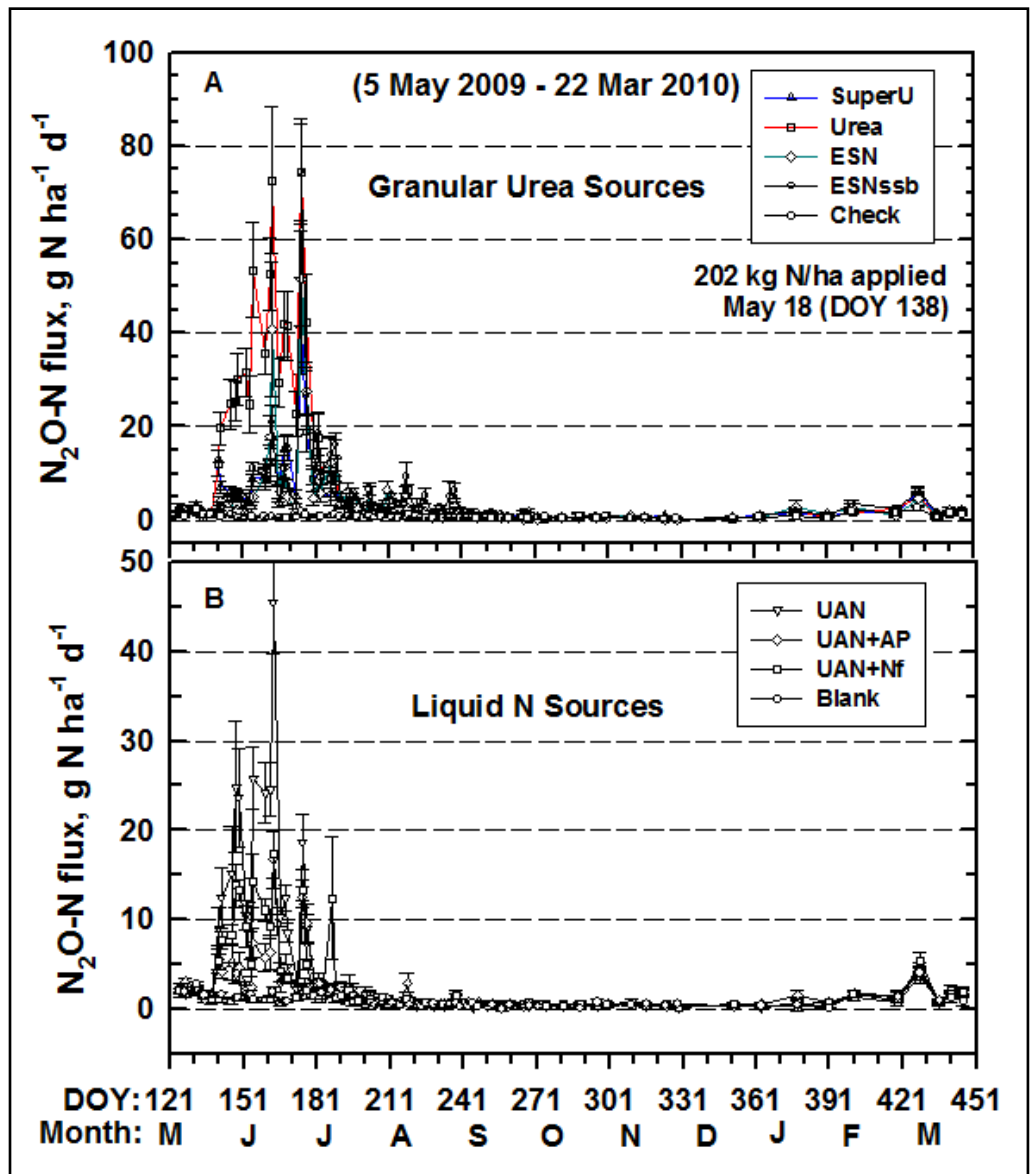 100
80
60
40
20
0
N2O-N flux, g N ha-1 d-1
A
(5 May 2009 - 22 Mar 2010)
SuperU
Urea
ESN
ESNssb
Check
Granular Urea Sources
202 kg N/ha applied
May 18 (DOY 138)
50
40
30
20
10
0
N2O-N flux, g N ha-1 d-1
B
UAN
UAN+AP
UAN+Nf
Blank
Liquid N Sources
DOY: 121 151 181 211 241 271 301 331 361 391 421 451
Month: M J J A S O N D J F M